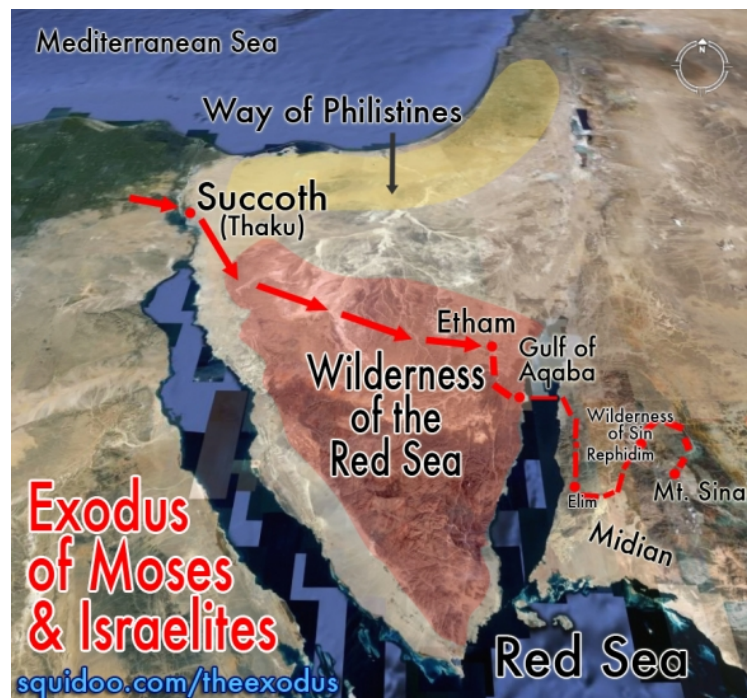 Mediterranean Sea
N
Way of Philistines
Succoth
(Thaku)
Etham
Gulf of
Aqaba
Wilderness
of the
Red Sea
Wilderness
of Sin
Rephidim
Elim
Mt. Sina
Midian
Exodus
of Moses
& Israelites
Red Sea
squidoo.com/theexodus